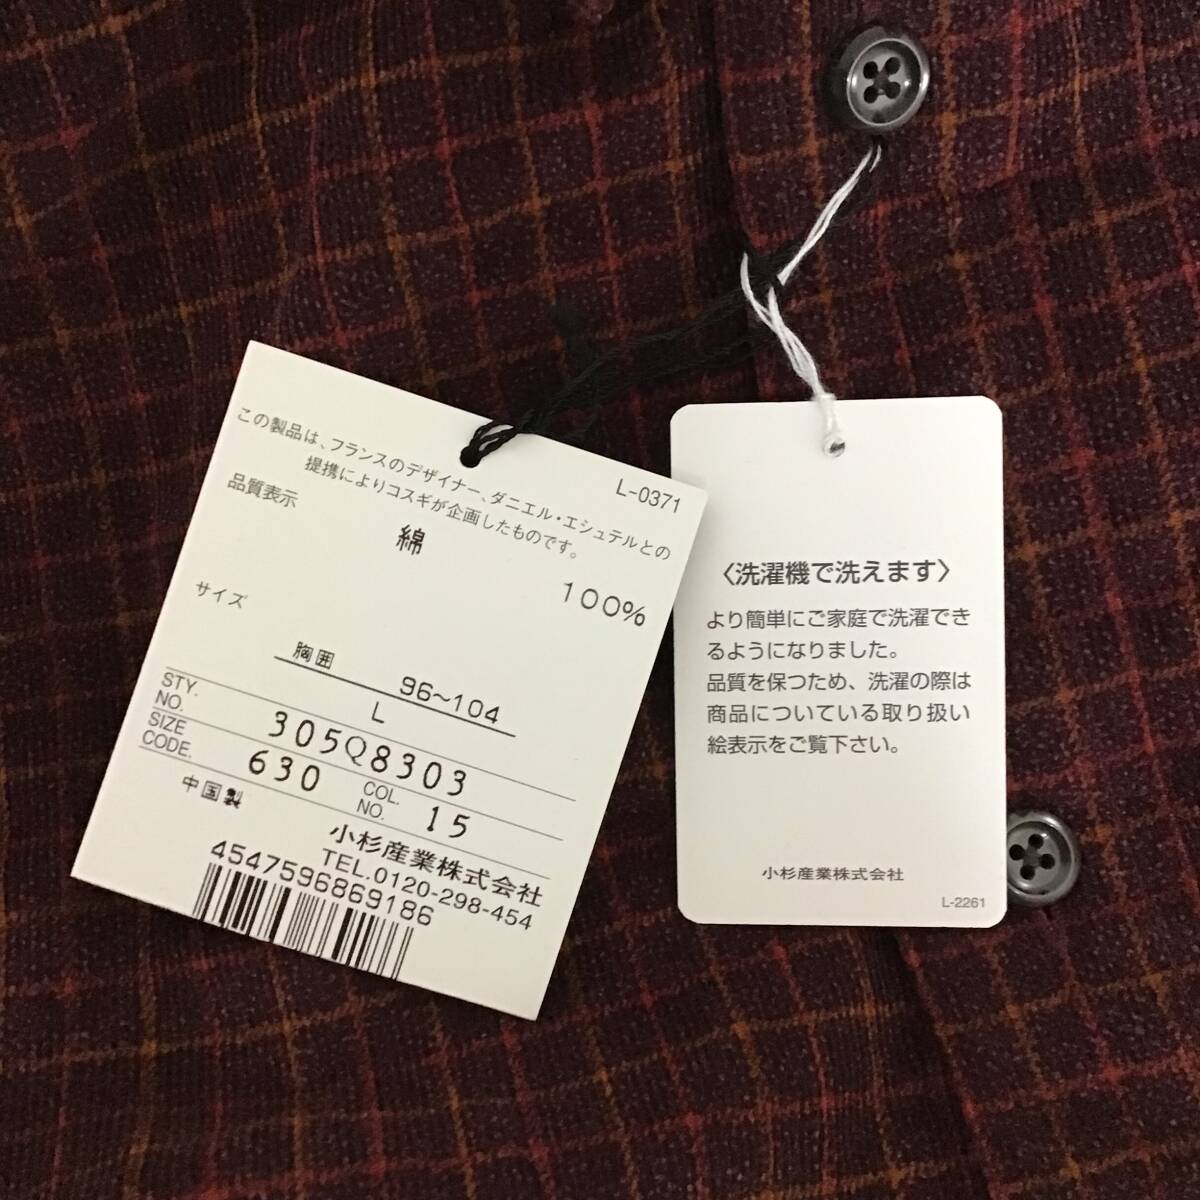 L-0371
この製品は、フランスのデザイナー、ダニエル・エシュテルとの
提携によりコスギが企画したものです。
品質表示
綿
100%
サイズ
胸囲
96~104
L
STY.
NO.
305Q8303
SIZE
CODE.
630
COL.
NO.
15
中国製
小杉産業株式会社
TEL.0120-298-454
4547596869186
〈洗濯機で洗えます〉
より簡単にご家庭で洗濯でき
るようになりました。
品質を保つため、洗濯の際は
商品についている取り扱い
絵表示をご覧下さい。
小杉産業株式会社
L-2261